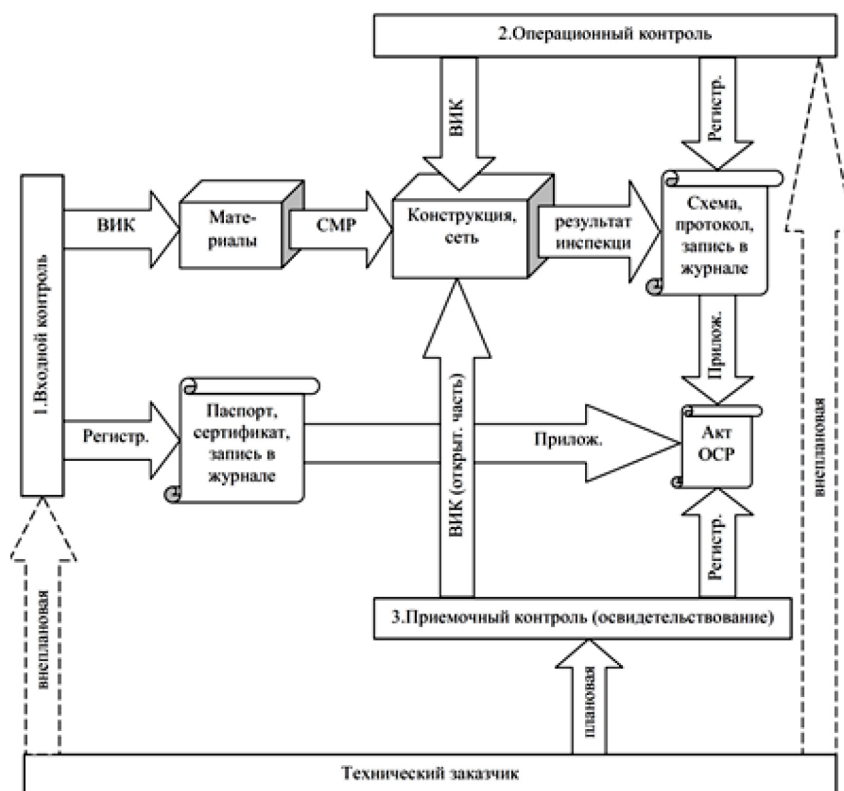 2.Операционный контроль
ВИК
Регистр.
1.Входной контроль
ВИК
Мате-
риалы
СМР
Конструкция,
сеть
результат
инспекци
Схема,
протокол,
запись в
журнале
Прилож.
Регистр.
Паспорт,
сертификат,
запись в
журнале
ВИК (открыт. часть)
Прилож.
Акт
ОСР
Регистр.
внеплановая
3.Приемочный контроль (освидетельствование)
внеплановая
плановая
Технический заказчик